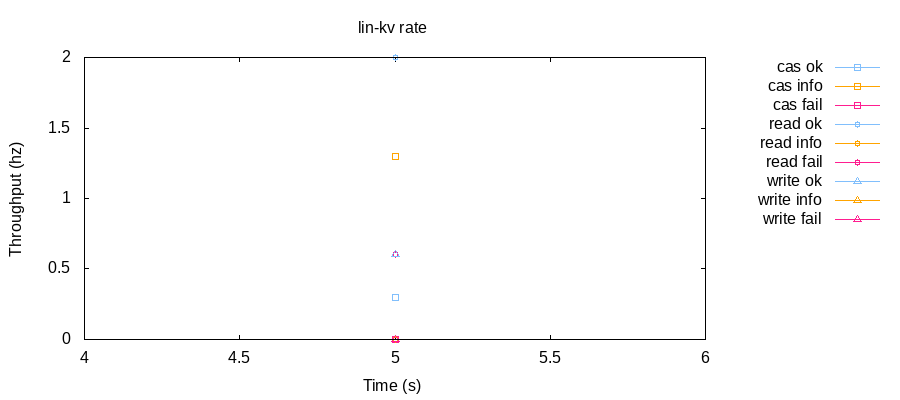 lin-kv rate
2
1.5
1
0.5
0
Throughput (hz)
4
4.5
5
5.5
6
Time (s)
cas ok
cas info
cas fail
read ok
read info
read fail
write ok
write info
write fail